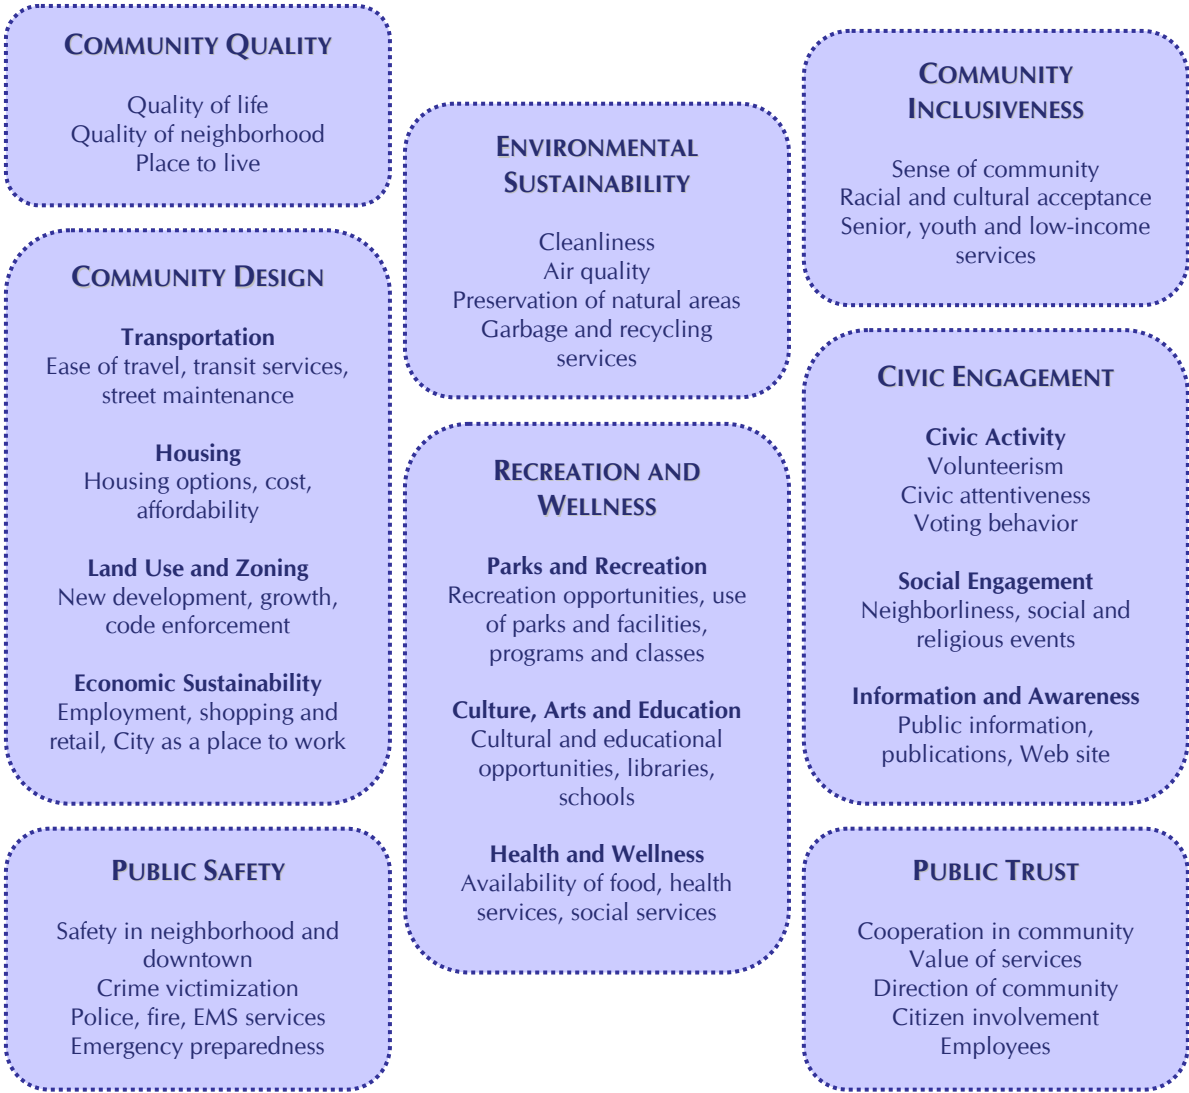 COMMUNITY QUALITY
Quality of life
Quality of neighborhood
Place to live
COMMUNITY DESIGN
Transportation
Ease of travel, transit services,
street maintenance
Housing
Housing options, cost,
affordability
Land Use and Zoning
New development, growth,
code enforcement
Economic Sustainability
Employment, shopping and
retail, City as a place to work
PUBLIC SAFETY
Safety in neighborhood and
downtown
Crime victimization
Police, fire, EMS services
Emergency preparedness
ENVIRONMENTAL
SUSTAINABILITY
Cleanliness
Air quality
Preservation of natural areas
Garbage and recycling
services
RECREATION AND
WELLNESS
Parks and Recreation
Recreation opportunities, use
of parks and facilities,
programs and classes
Culture, Arts and Education
Cultural and educational
opportunities, libraries,
schools
Health and Wellness
Availability of food, health
services, social services
COMMUNITY
INCLUSIVENESS
Sense of community
Racial and cultural acceptance
Senior, youth and low-income
services
CIVIC ENGAGEMENT
Civic Activity
Volunteerism
Civic attentiveness
Voting behavior
Social Engagement
Neighborliness, social and
religious events
Information and Awareness
Public information,
publications, Web site
PUBLIC TRUST
Cooperation in community
Value of services
Direction of community
Citizen involvement
Employees